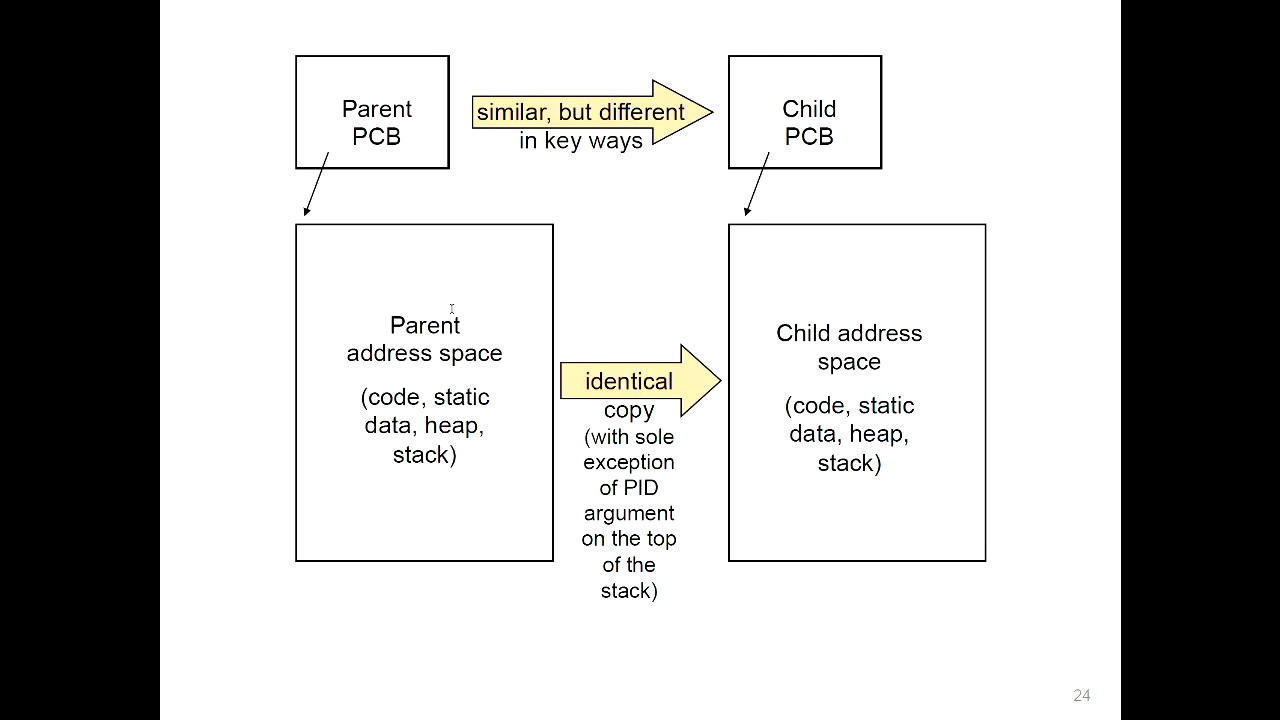 Parent
PCB
similar, but different
in key ways
Child
PCB
Parent
address space
(code, static
data, heap,
stack)
identical
copy
(with sole
exception
of PID
argument
on the top
of the
stack)
Child address
space
(code, static
data, heap,
stack)
24